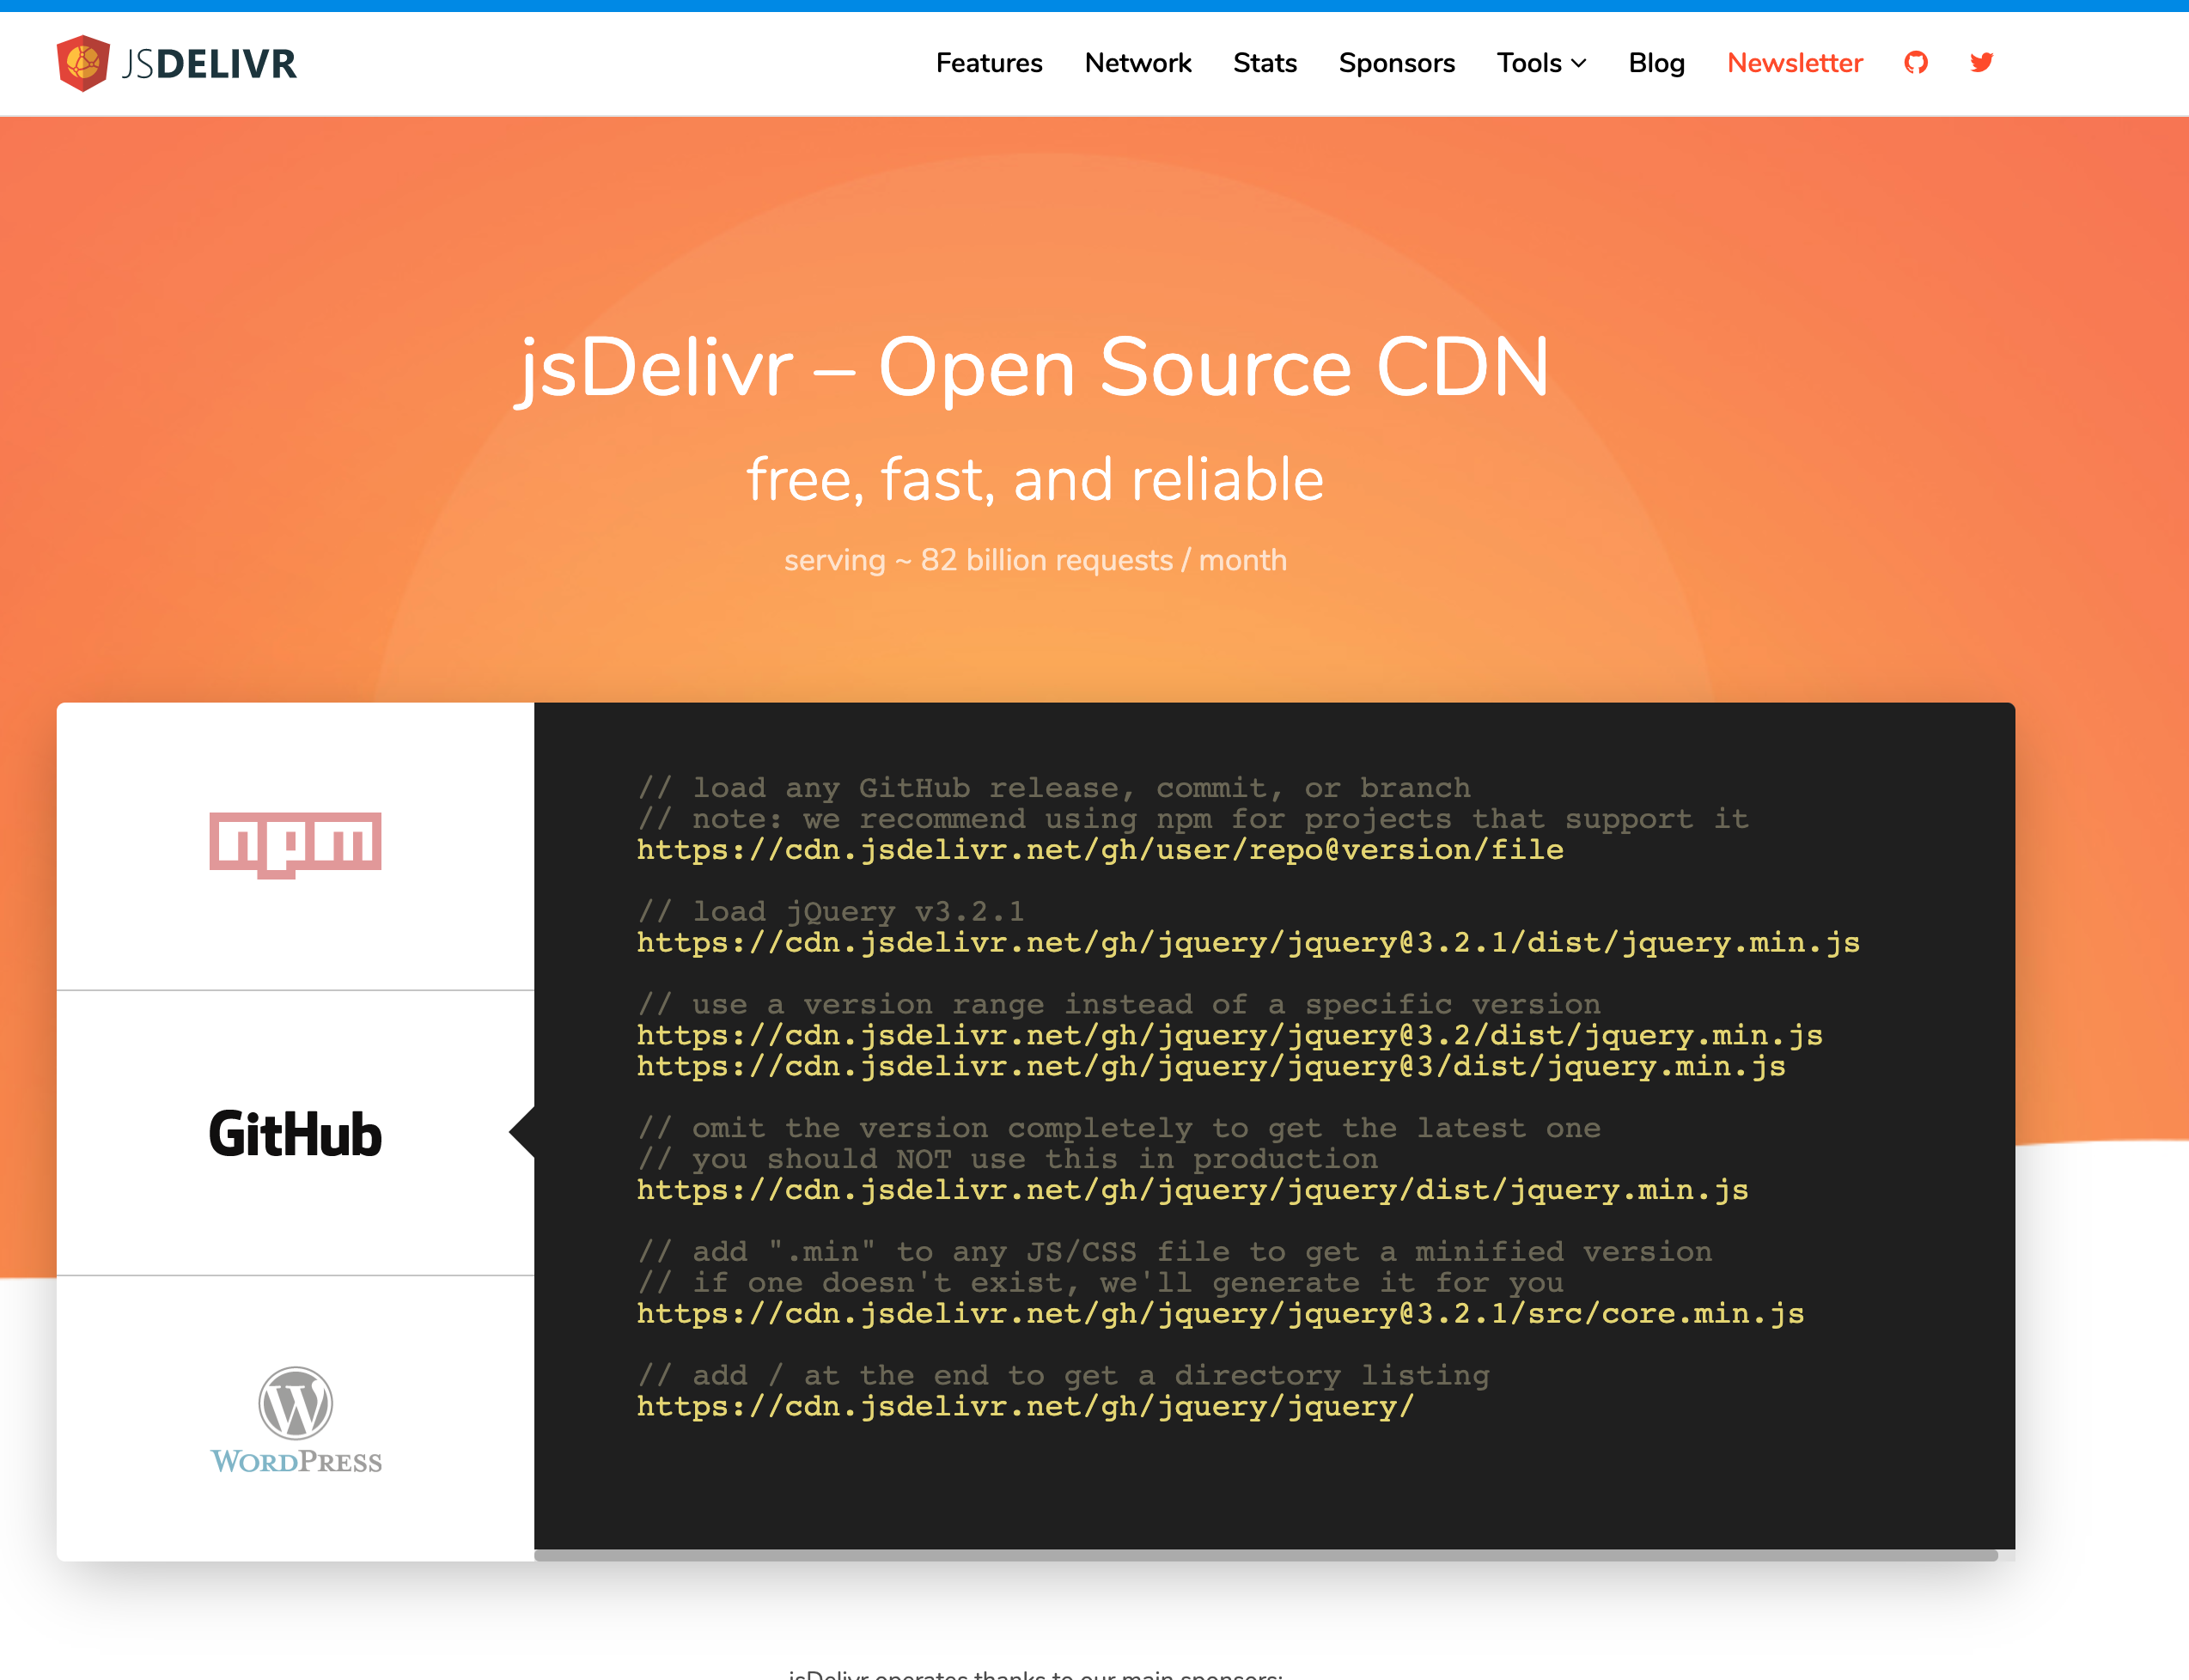 JSDELIVR
Features Network Stats Sponsors Tools Blog Newsletter
jsDelivr – Open Source CDN
free, fast, and reliable
serving ~ 82 billion requests / month
npm
GitHub
WORDPRESS
// load any GitHub release, commit, or branch
// note: we recommend using npm for projects that support it
https://cdn.jsdelivr.net/gh/user/repo@version/file
// load jQuery v3.2.1
https://cdn.jsdelivr.net/gh/jquery/jquery@3.2.1/dist/jquery.min.js
// use a version range instead of a specific version
https://cdn.jsdelivr.net/gh/jquery/jquery@3.2/dist/jquery.min.js
https://cdn.jsdelivr.net/gh/jquery/jquery@3/dist/jquery.min.js
// omit the version completely to get the latest one
// you should NOT use this in production
https://cdn.jsdelivr.net/gh/jquery/jquery/dist/jquery.min.js
// add ".min" to any JS/CSS file to get a minified version
// if one doesn't exist, we'll generate it for you
https://cdn.jsdelivr.net/gh/jquery/jquery@3.2.1/src/core.min.js
// add / at the end to get a directory listing
https://cdn.jsdelivr.net/gh/jquery/jquery/
jsDelivr operates thanks to our main sponsors: